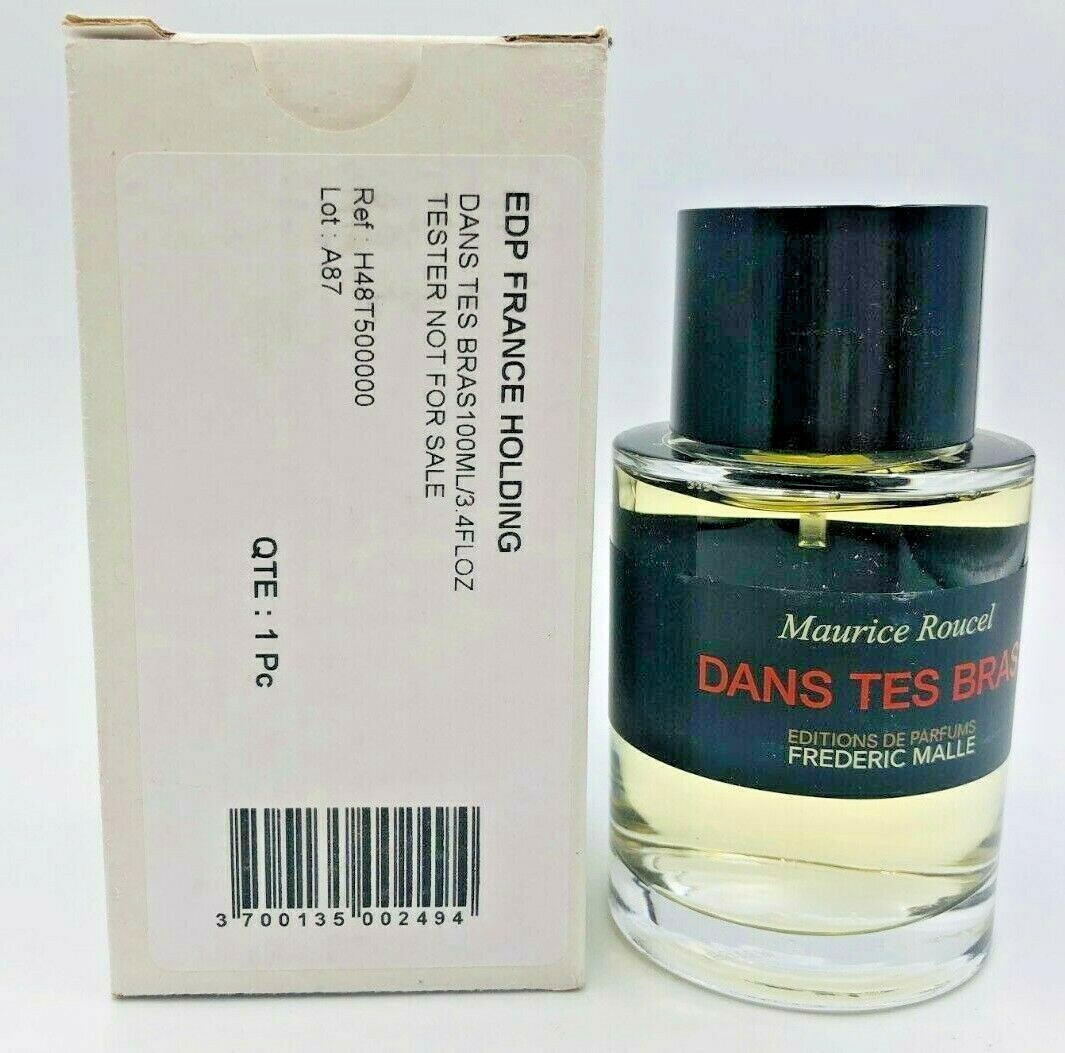 EDP FRANCE HOLDING
DANS TES BRAS100ML/3.4FLOZ
TESTER NOT FOR SALE
Ref : H48T500000
Lot : A87
QTE : 1 Pc
3 700135 002494
Maurice Roucel
DANS TES BRAS
EDITIONS DE PARFUMS
FREDERIC MALLE